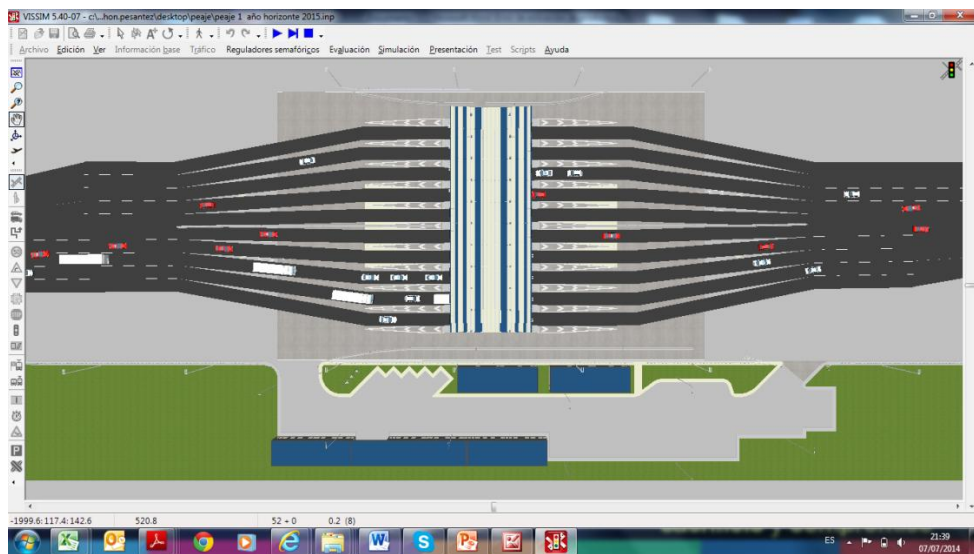 VISSIM 5.40-07 - c:\...hon.pesantez\desktop\peaje\peaje 1 año horizonte 2015.inp
Archivo Edición Ver Información base Tráfico Reguladores semafóricos Evaluación Simulación Presentación Test Scripts Ayuda
-1999.6:117.4:142.6 520.8 52 + 0 0.2 (8)
ES 21:39
07/07/2014